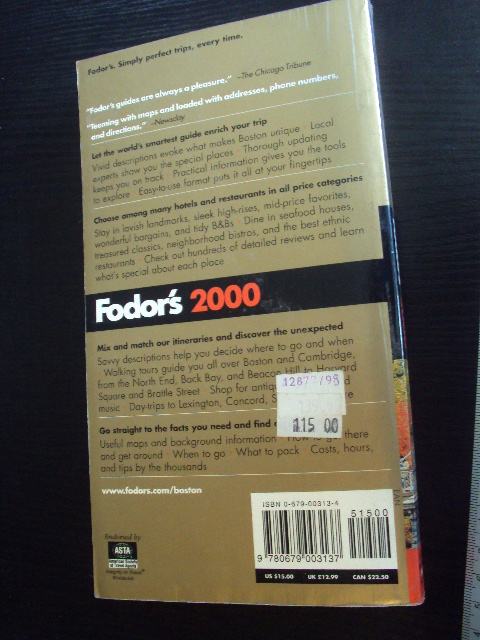 Fodor's. Simply perfect trips, every time.
"Fodor's guides are always a pleasure." –The Chicago Tribune
"Teeming with maps and loaded with addresses, phone numbers,
and directions." –Newsday
Let the world's smartest guide enrich your trip
Vivid descriptions evoke what makes Boston unique Local
experts show you the special places Thorough updating
keeps you on track Practical information gives you the tools
to explore Easy-to-use format puts it all at your fingertips
Choose among many hotels and restaurants in all price categories
Stay in lavish landmarks, sleek high-rises, mid-price favorites,
wonderful bargains, and tidy B&Bs Dine in seafood houses,
treasured classics, neighborhood bistros, and the best ethnic
restaurants Check out hundreds of detailed reviews and learn
what's special about each place
Fodor's 2000
Mix and match our itineraries and discover the unexpected
Savvy descriptions help you decide where to go and when
Walking tours guide you all over Boston and Cambridge,
from the North End, Back Bay, and Beacon Hill to Harvard
Square and Brattle Street Shop for
music Day-trips to Lexington, Concord,
12877/98
115 00
Go straight to the facts you need and find
Useful maps and background information How to get there
and get around When to go What to pack Costs, hours,
and tips by the thousands
www.fodors.com/boston
Endorsed by
ASTA
American Society
of Travel Agents
ISBN 0-679-00313-4
51500
9 780679 003137
US $15.00 UK £12.99 CAN $22.50